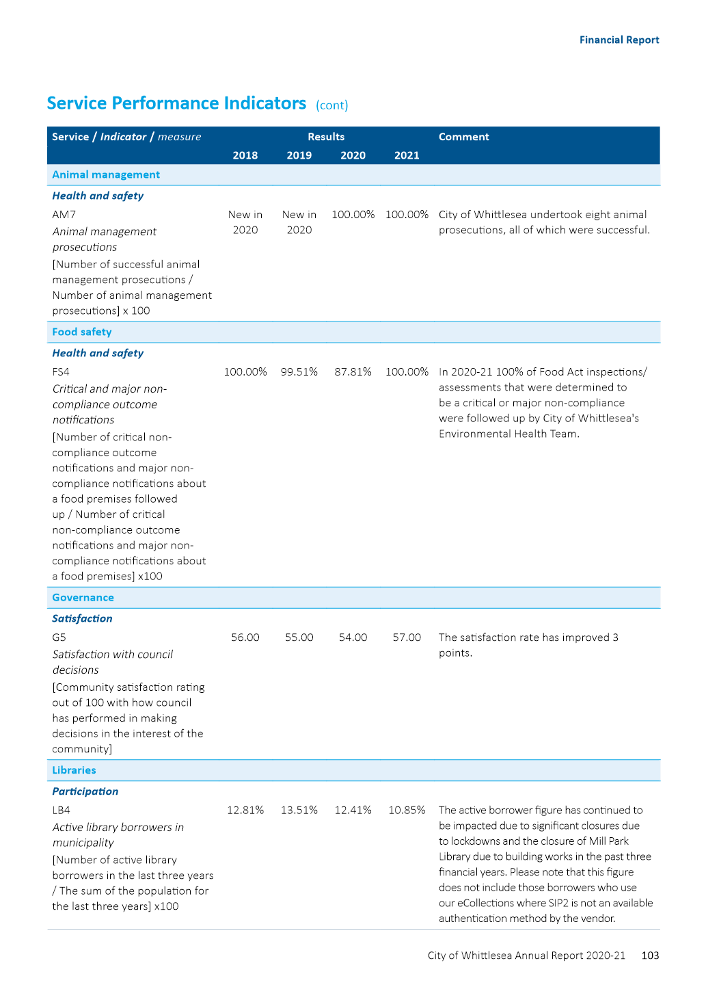 Financial Report
Service Performance Indicators (cont)
Service / Indicator / measure Results Comment
2018 2019 2020 2021
Animal management
Health and safety
AM7 New in New in 100.00% 100.00% City of Whittlesea undertook eight animal
Animal management 2020 2020 prosecutions, all of which were successful.
prosecutions
[Number of successful animal
management prosecutions /
Number of animal management
prosecutions] x 100
Food safety
Health and safety
FS4 100.00% 99.51% 87.81% 100.00% In 2020-21 100% of Food Act inspections/
Critical and major non- assessments that were determined to
compliance outcome be a critical or major non-compliance
notifications were followed up by City of Whittlesea's
[Number of critical non- Environmental Health Team.
compliance outcome
notifications and major non-
compliance notifications about
a food premises followed
up / Number of critical
non-compliance outcome
notifications and major non-
compliance notifications about
a food premises] x100
Governance
Satisfaction
G5 56.00 55.00 54.00 57.00 The satisfaction rate has improved 3
Satisfaction with council points.
decisions
[Community satisfaction rating
out of 100 with how council
has performed in making
decisions in the interest of the
community]
Libraries
Participation
LB4 12.81% 13.51% 12.41% 10.85% The active borrower figure has continued to
Active library borrowers in be impacted due to significant closures due
municipality to lockdowns and the closure of Mill Park
[Number of active library Library due to building works in the past three
borrowers in the last three years financial years. Please note that this figure
/ The sum of the population for does not include those borrowers who use
the last three years] x100 our eCollections where SIP2 is not an available
authentication method by the vendor.
City of Whittlesea Annual Report 2020-21 103